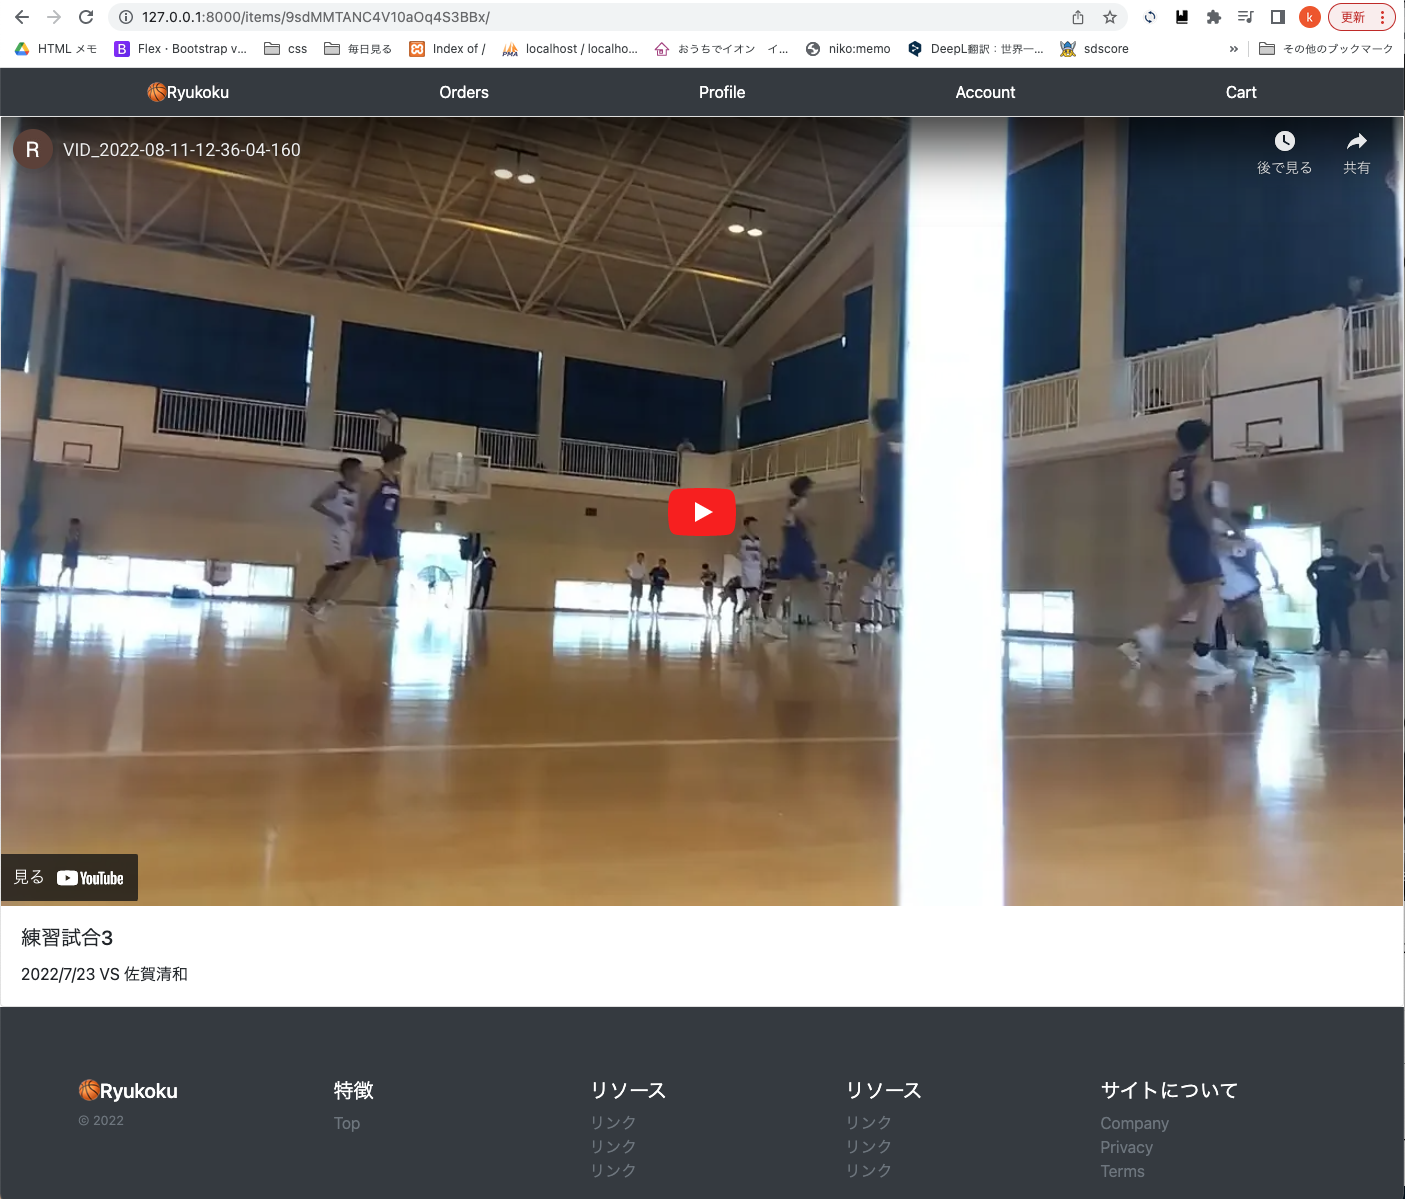 127.0.0.1:8000/items/9sdMMTANC4V10aOq4S3BBx/
k
更新
HTML メモ
B Flex · Bootstrap v...
css
毎日見る
Index of /
localhost / localho...
おうちでイオン イ...
niko:memo
DeepL翻訳：世界一...
sdscore
»
その他のブックマーク
Ryukoku
Orders
Profile
Account
Cart
R
VID_2022-08-11-12-36-04-160
後で見る
共有
見る YouTube
練習試合3
2022/7/23 VS 佐賀清和
Ryukoku
© 2022
特徴
Top
リソース
リンク
リンク
リンク
リソース
リンク
リンク
リンク
サイトについて
Company
Privacy
Terms